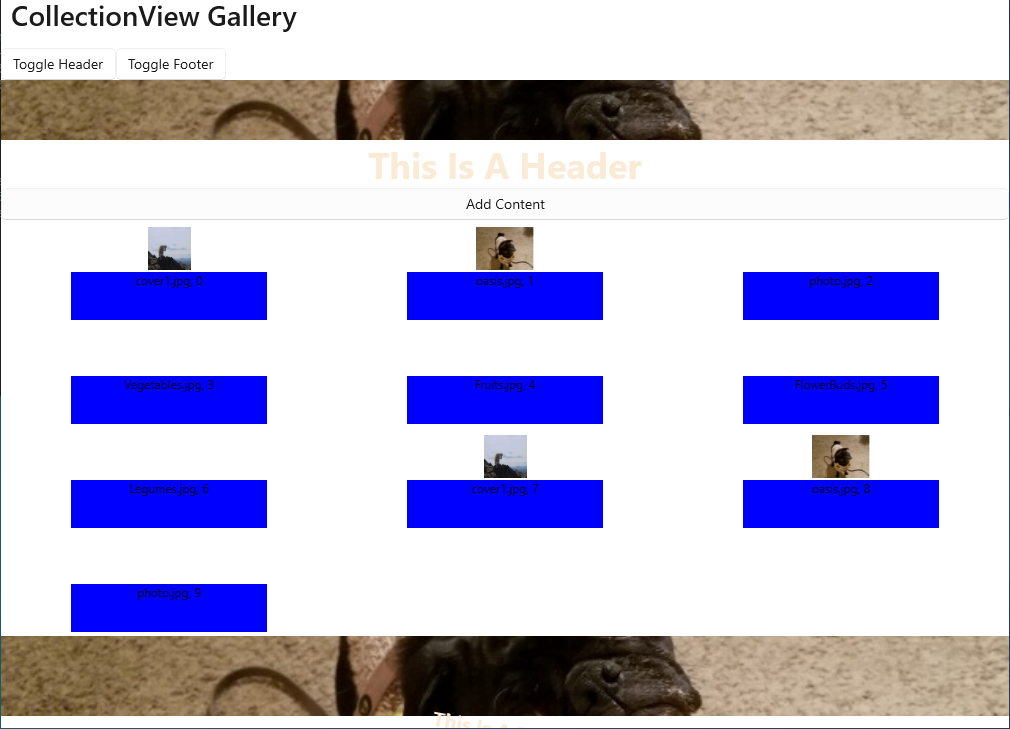 CollectionView Gallery
Toggle Header Toggle Footer
This Is A Header
Add Content
cover1.jpg, 0 oasis.jpg, 1 photo.jpg, 2
Vegetables.jpg, 3 Fruits.jpg, 4 FlowerBuds.jpg, 5
Legumes.jpg, 6 cover1.jpg, 7 oasis.jpg, 8
photo.jpg, 9
This Is